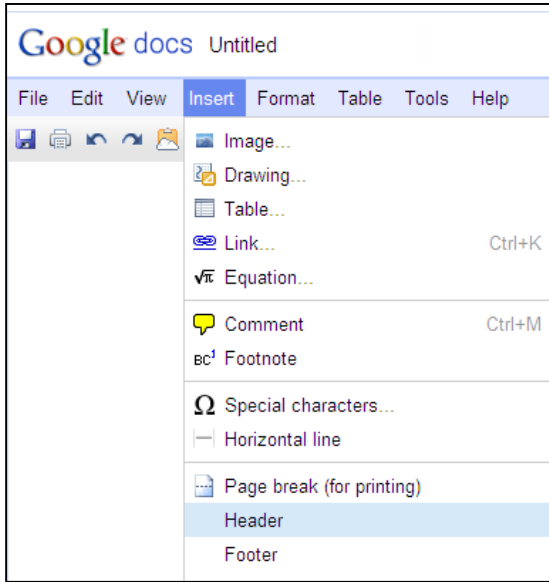 Google docs Untitled
File Edit View Insert Format Table Tools Help
Image...
Drawing...
Table...
Link... Ctrl+K
√π Equation...
Comment Ctrl+M
BC¹ Footnote
Ω Special characters...
Horizontal line
Page break (for printing)
Header
Footer